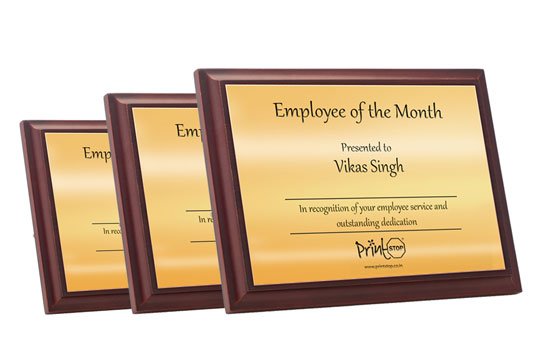 Employee of the Month
Presented to
Vikas Singh
In recognition of your employee service and
outstanding dedication
Print STOP
www.printstop.co.in
Em
In re
Emp
In r